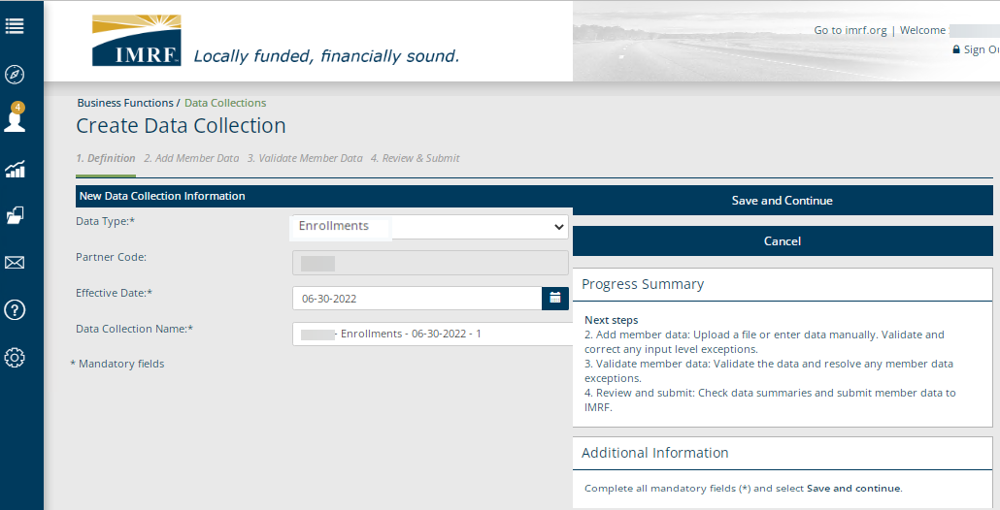 IMRF
Locally funded, financially sound.
Go to imrf.org | Welcome
Sign Ou
4
Business Functions / Data Collections
Create Data Collection
1. Definition 2. Add Member Data 3. Validate Member Data 4. Review & Submit
New Data Collection Information
Data Type:*
Enrollments
Partner Code:
Effective Date:*
06-30-2022
Data Collection Name:*
- Enrollments - 06-30-2022 - 1
* Mandatory fields
Save and Continue
Cancel
Progress Summary
Next steps
2. Add member data: Upload a file or enter data manually. Validate and
correct any input level exceptions.
3. Validate member data: Validate the data and resolve any member data
exceptions.
4. Review and submit: Check data summaries and submit member data to
IMRF.
Additional Information
Complete all mandatory fields (*) and select Save and continue.